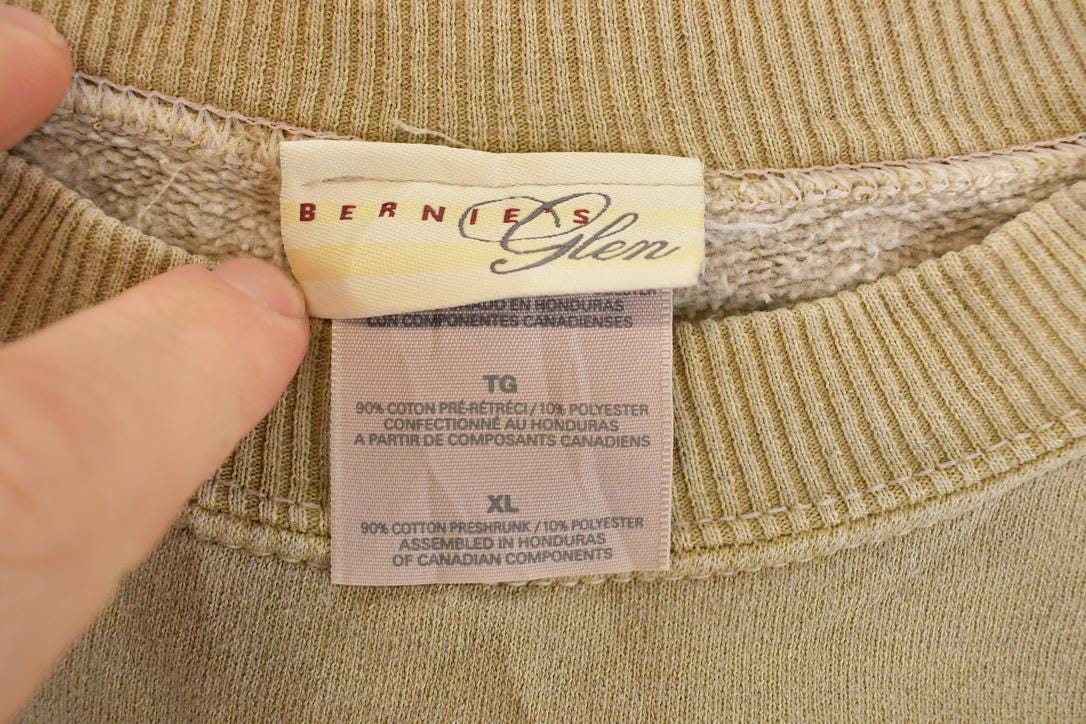 BERNIE'S
Glen
EN HONDURAS
CON COMPONENTES CANADIENSES
TG
90% COTON PRÉ-RÉTRÉCI / 10% POLYESTER
CONFECTIONNÉ AU HONDURAS
A PARTIR DE COMPOSANTS CANADIENS
XL
90% COTTON PRESHRUNK / 10% POLYESTER
ASSEMBLED IN HONDURAS
OF CANADIAN COMPONENTS